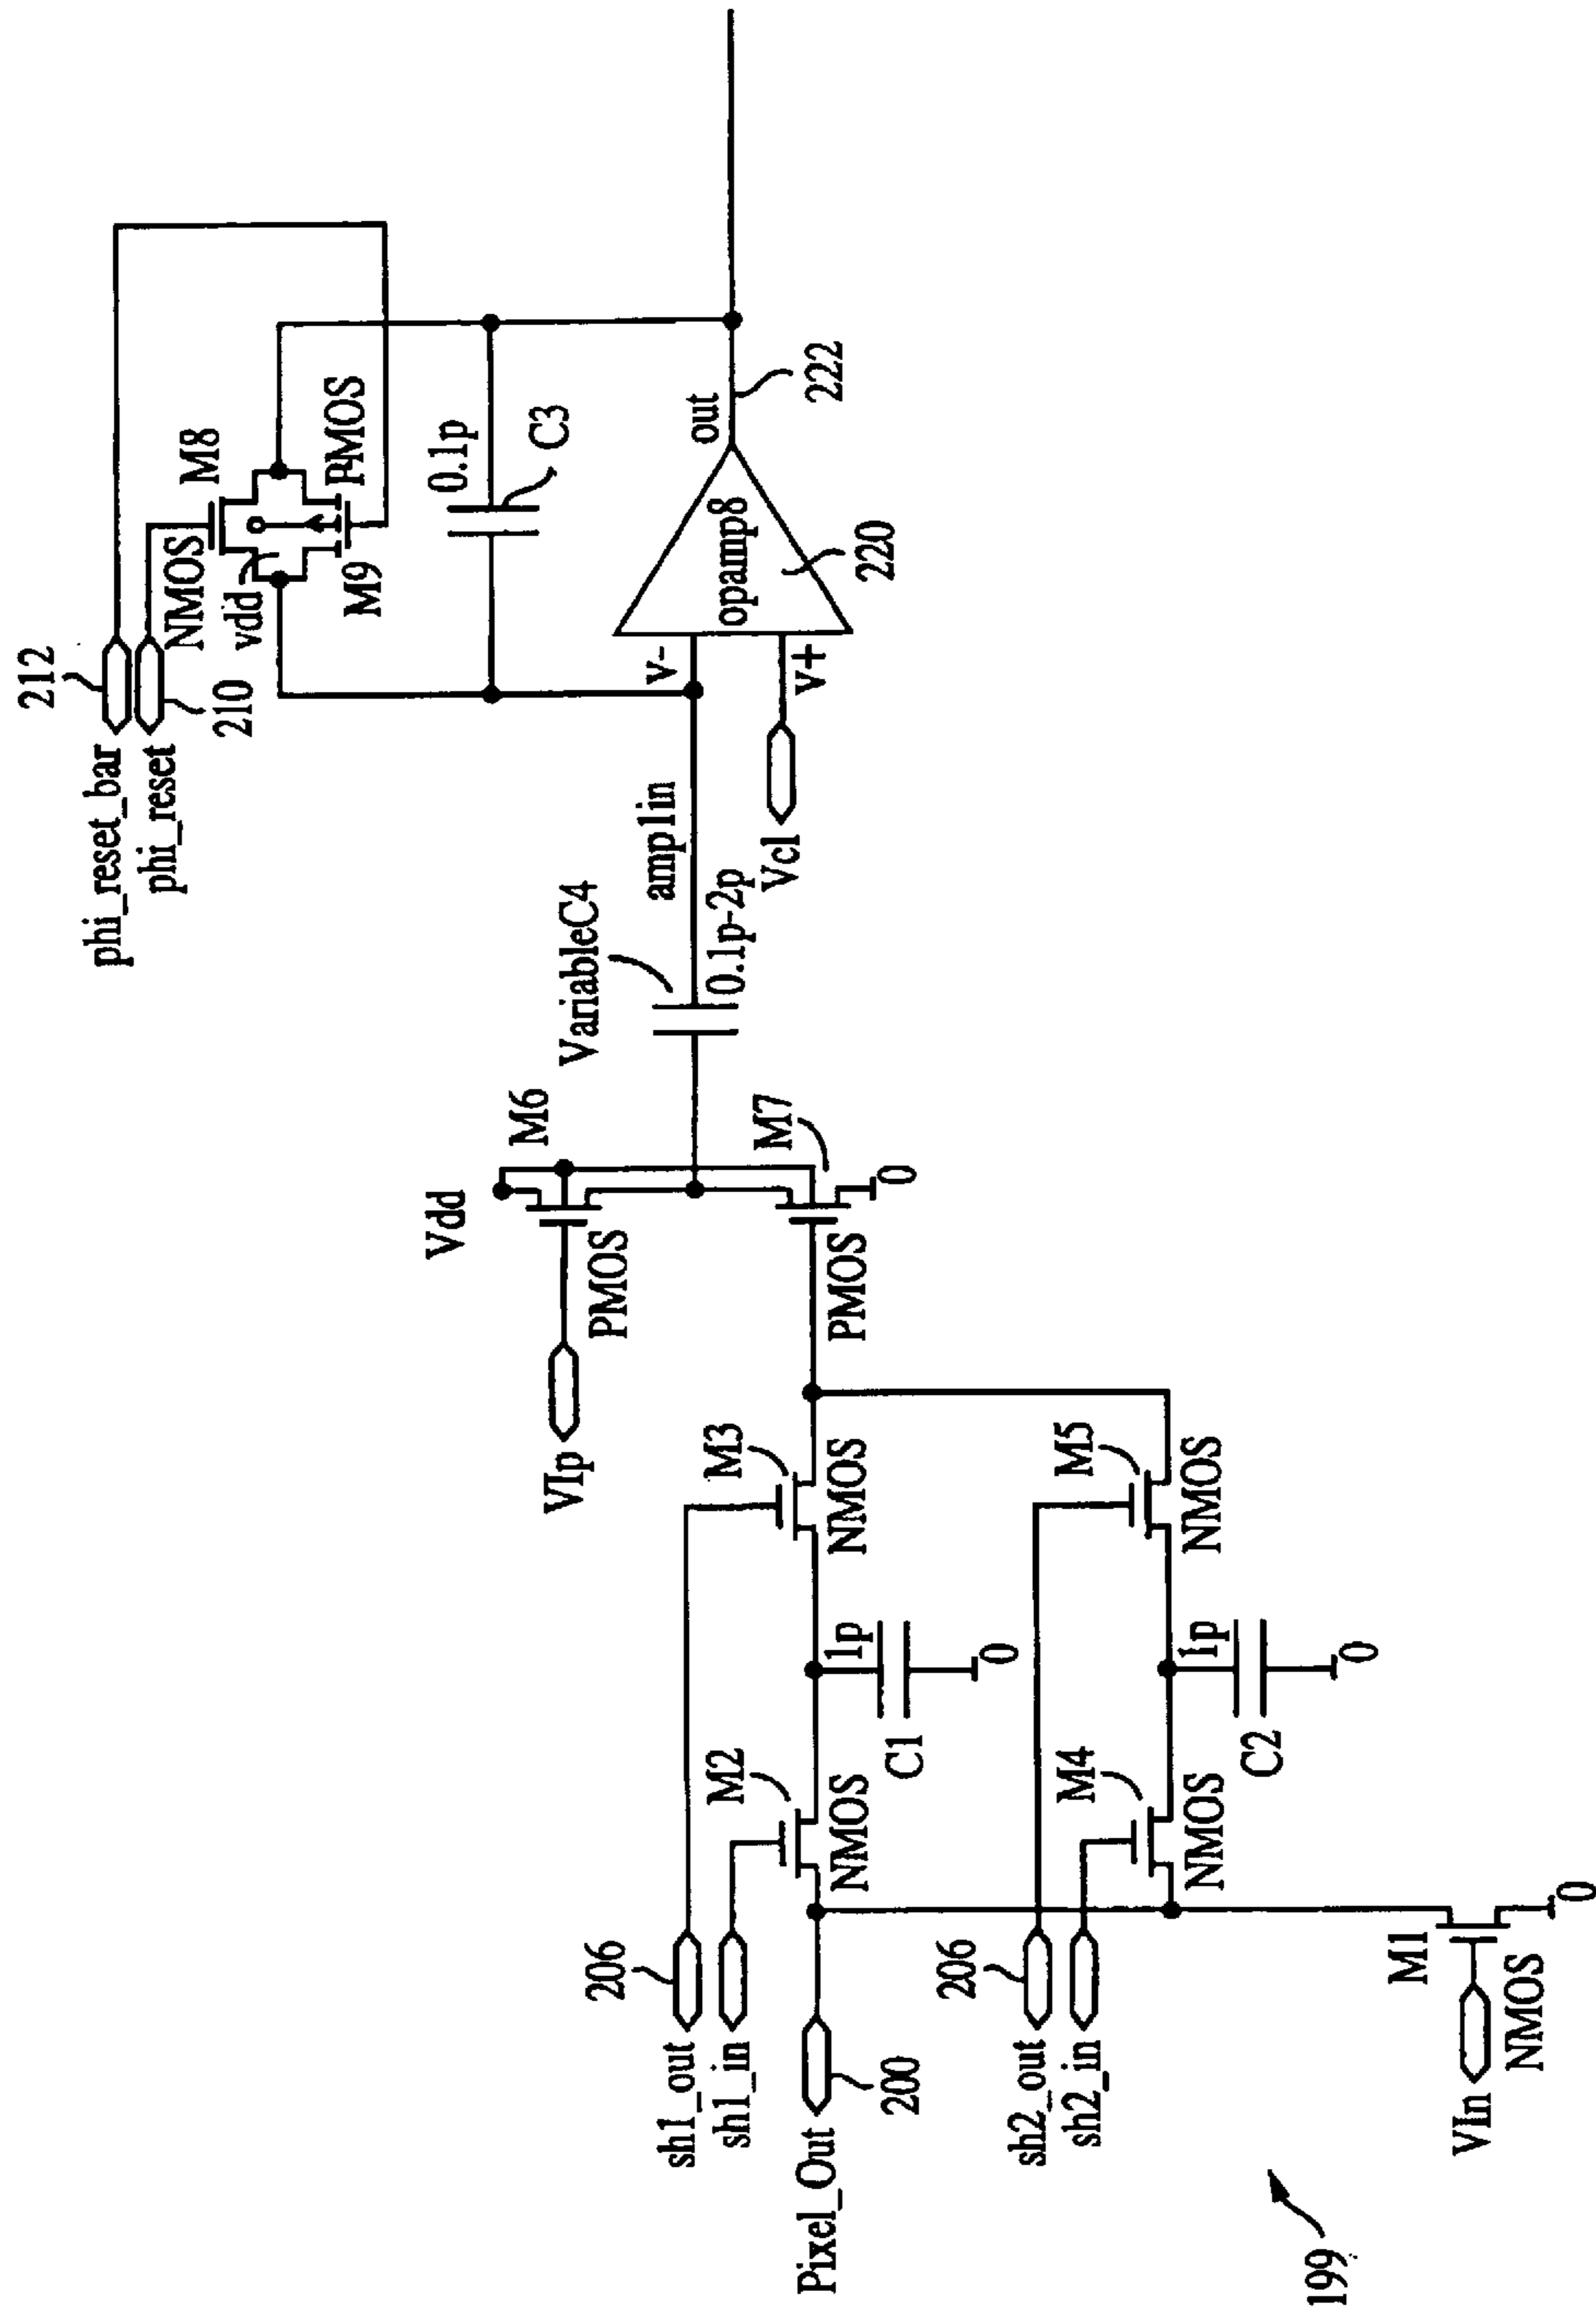 212
phi_reset_bar
phi_reset
210
NMOS
M8
vdd
M9
PMOS
0.1p
C3
Vdd
M6
VIp
PMOS
VariableC4
0.1p-2p
amp1in
v-
v+
opamp8
out
222
220
Vcl
M7
PMOS
0
206
sh1_out
sh1_in
M2
NMOS
M3
NMOS
1p
C1
0
Pixel_Out
200
206
sh2_out
sh2_in
M4
NMOS
M5
NMOS
1p
C2
0
M1
VIn
NMOS
0
199